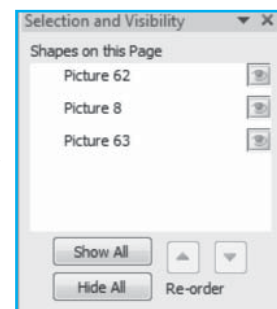 Selection and Visibility
Shapes on this Page
Picture 62
Picture 8
Picture 63
Show All
Hide All Re-order